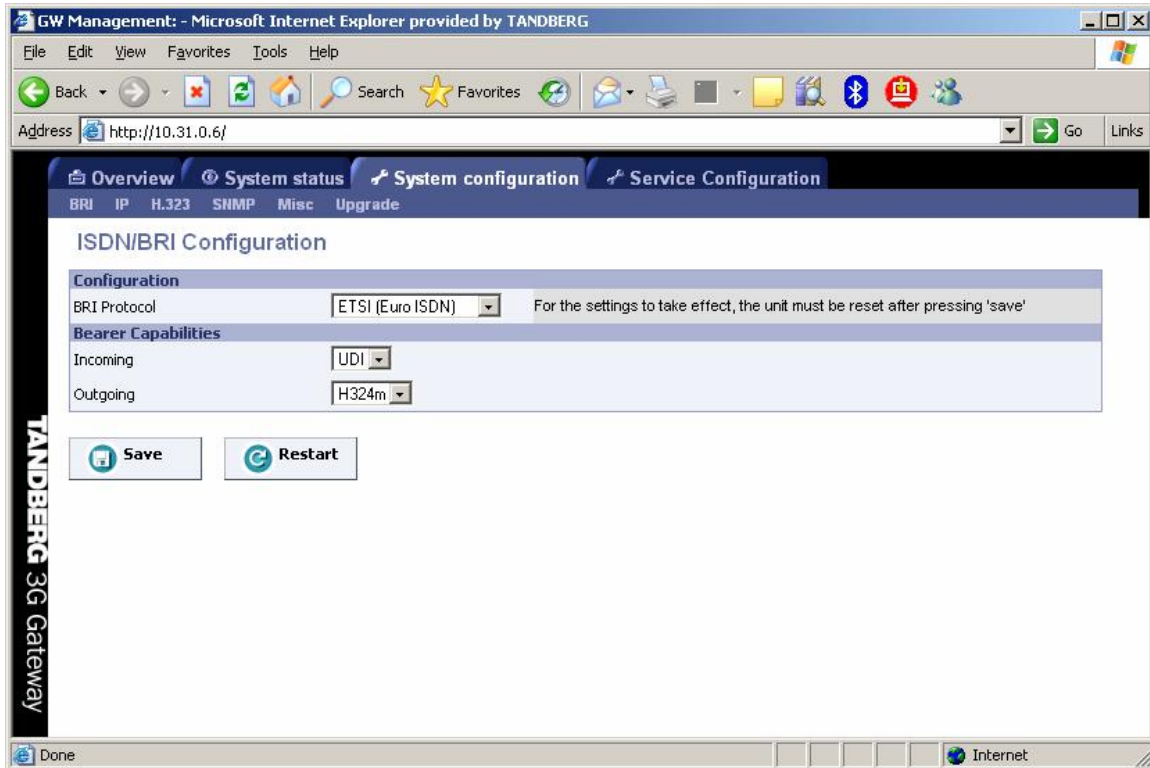 GW Management: - Microsoft Internet Explorer provided by TANDBERG
File Edit View Favorites Tools Help
Back Search Favorites
Address http://10.31.0.6/ Go Links
Overview System status System configuration Service Configuration
BRI IP H.323 SNMP Misc Upgrade
ISDN/BRI Configuration
Configuration
BRI Protocol ETSI (Euro ISDN) For the settings to take effect, the unit must be reset after pressing 'save'
Bearer Capabilities
Incoming UDI
Outgoing H324m
Save Restart
TANDBERG 3G Gateway
Done Internet